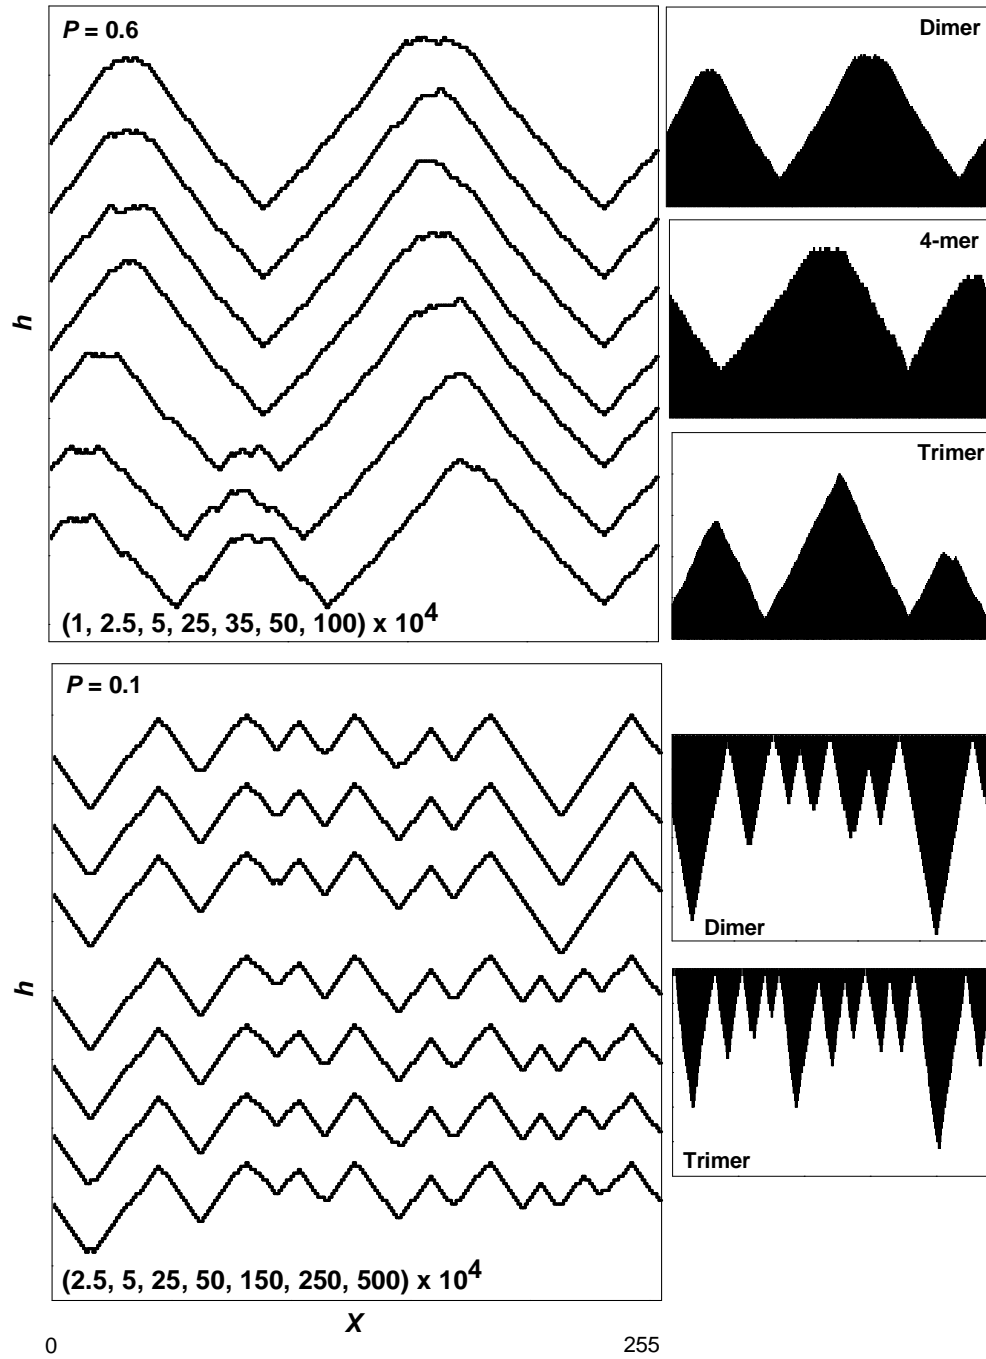 P = 0.6
Dimer
4-mer
Trimer
h
(1, 2.5, 5, 25, 35, 50, 100) x 10^4
P = 0.1
Dimer
Trimer
h
(2.5, 5, 25, 50, 150, 250, 500) x 10^4
X
0
255